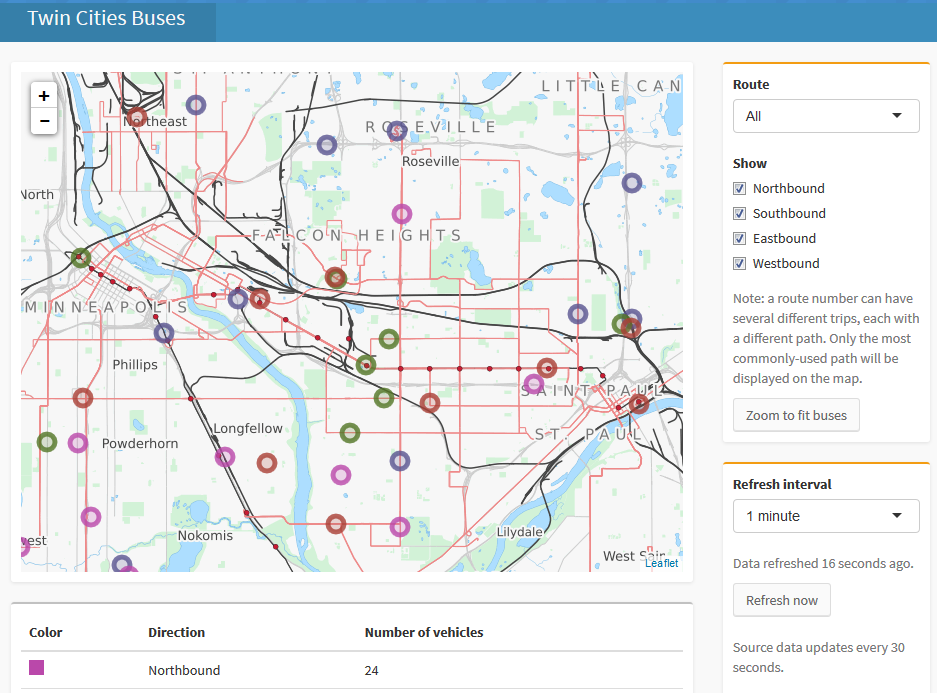 Twin Cities Buses
+
−
LITTLE CAN
Northeast
ROSEVILLE
Roseville
North
FALCON HEIGHTS
MINNEAPOLIS
Phillips
SAINT PAUL
Longfellow
Powderhorn
ST. PAUL
Nokomis
Lilydale
est
West Sain
Leaflet
Color Direction Number of vehicles
Northbound 24
Route
All
Show
Northbound
Southbound
Eastbound
Westbound
Note: a route number can have
several different trips, each with
a different path. Only the most
commonly-used path will be
displayed on the map.
Zoom to fit buses
Refresh interval
1 minute
Data refreshed 16 seconds ago.
Refresh now
Source data updates every 30
seconds.